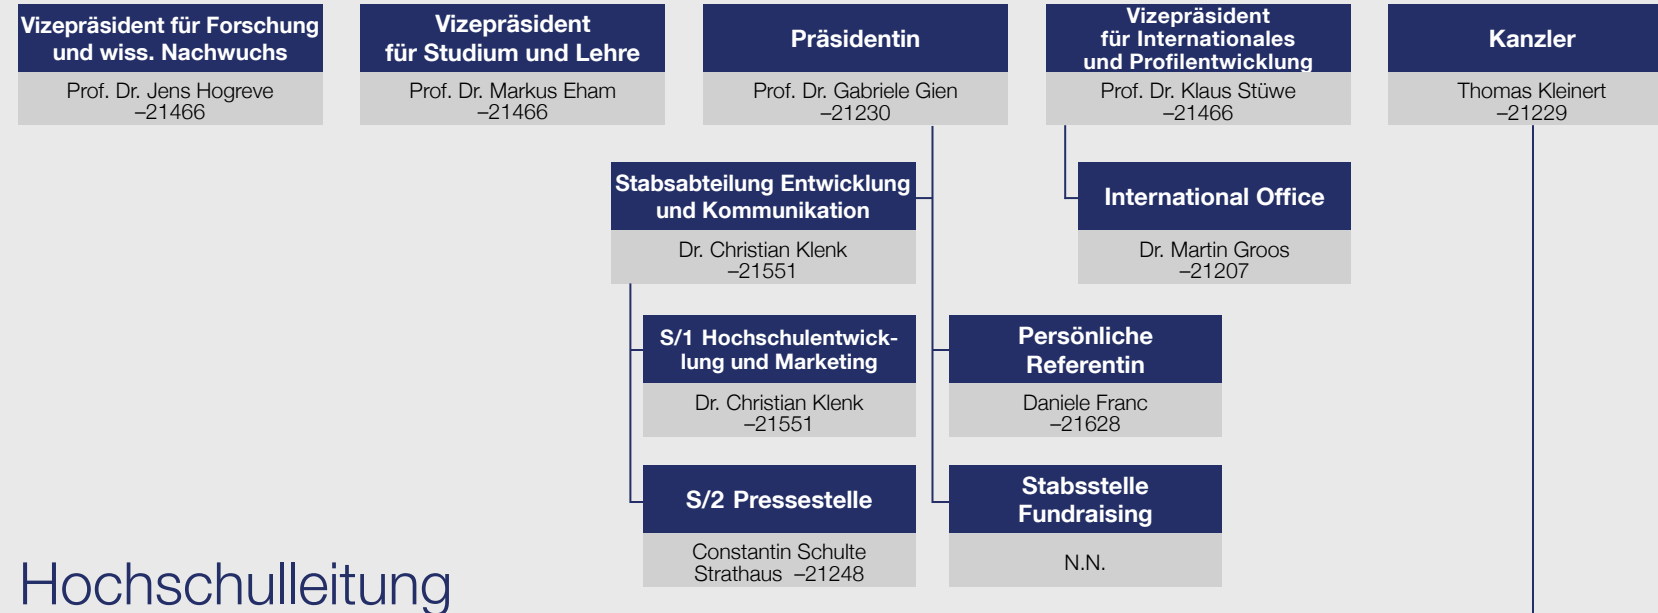 Vizepräsident für Forschung
und wiss. Nachwuchs
Prof. Dr. Jens Hogreve
–21466
Vizepräsident
für Studium und Lehre
Prof. Dr. Markus Eham
–21466
Präsidentin
Prof. Dr. Gabriele Gien
–21230
Vizepräsident
für Internationales
und Profilentwicklung
Prof. Dr. Klaus Stüwe
–21466
Kanzler
Thomas Kleinert
–21229
Stabsabteilung Entwicklung
und Kommunikation
Dr. Christian Klenk
–21551
International Office
Dr. Martin Groos
–21207
S/1 Hochschulentwick-
lung und Marketing
Dr. Christian Klenk
–21551
Persönliche
Referentin
Daniele Franc
–21628
S/2 Pressestelle
Constantin Schulte
Strathaus –21248
Stabsstelle
Fundraising
N.N.
Hochschulleitung